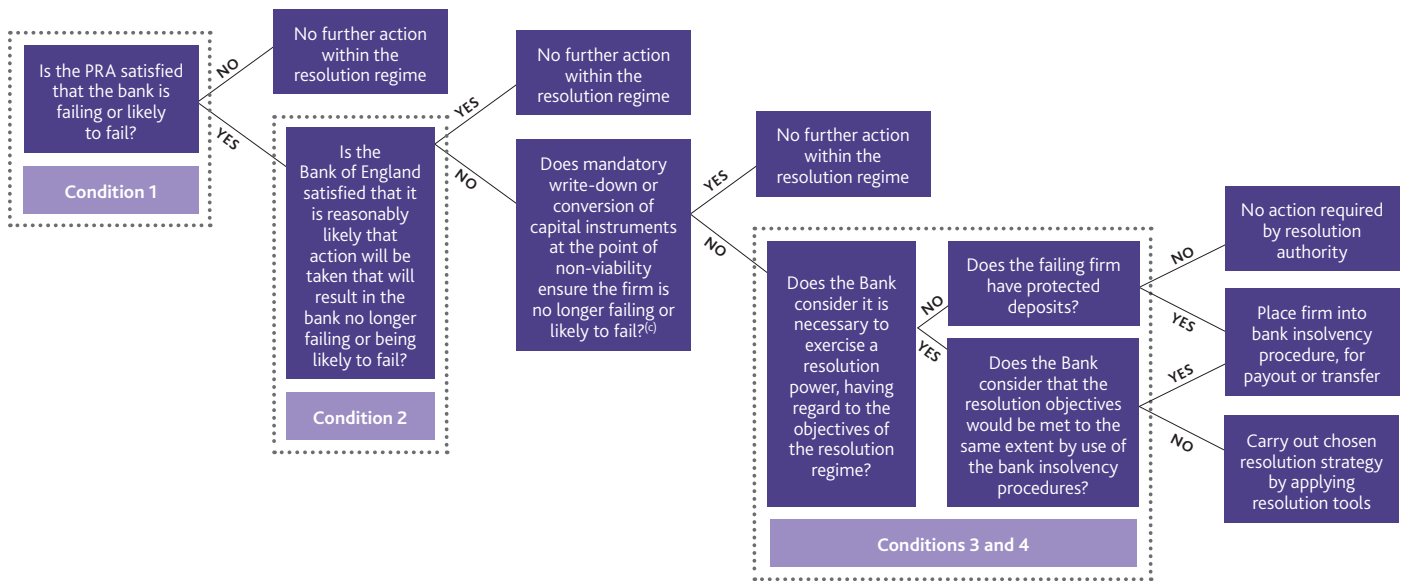 Is the PRA satisfied
that the bank is
failing or likely
to fail?
Condition 1
NO
YES
No further action
within the
resolution regime
Is the
Bank of England
satisfied that it
is reasonably
likely that
action will be
taken that will
result in the
bank no longer
failing or being
likely to fail?
Condition 2
YES
NO
No further action
within the
resolution regime
Does mandatory
write-down or
conversion of
capital instruments
at the point of
non-viability
ensure the firm is
no longer failing or
likely to fail?(c)
YES
NO
No further action
within the
resolution regime
Does the Bank
consider it is
necessary to
exercise a
resolution
power, having
regard to the
objectives of
the resolution
regime?
NO
YES
Does the failing firm
have protected
deposits?
Does the Bank
consider that the
resolution objectives
would be met to the
same extent by use of
the bank insolvency
procedures?
Conditions 3 and 4
NO
YES
YES
NO
No action required
by resolution
authority
Place firm into
bank insolvency
procedure, for
payout or transfer
Carry out chosen
resolution strategy
by applying
resolution tools